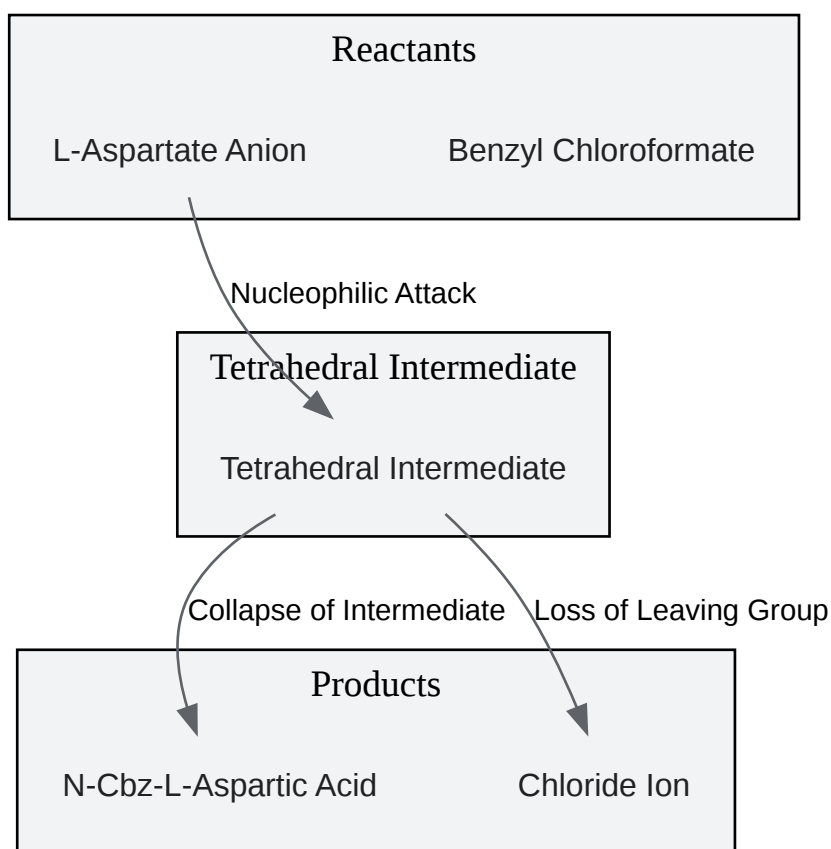 Reactants
L-Aspartate Anion
Benzyl Chloroformate
Nucleophilic Attack
Tetrahedral Intermediate
Tetrahedral Intermediate
Collapse of Intermediate
Loss of Leaving Group
Products
N-Cbz-L-Aspartic Acid
Chloride Ion